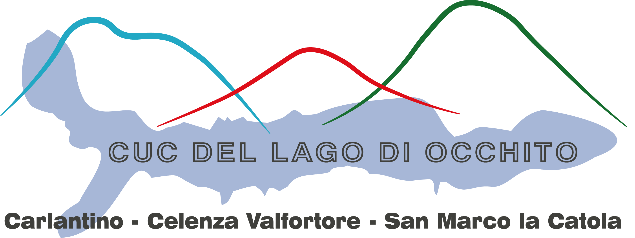 CUC DEL LAGO DI OCCHITO
Carlantino - Celenza Valfortore - San Marco la Catola